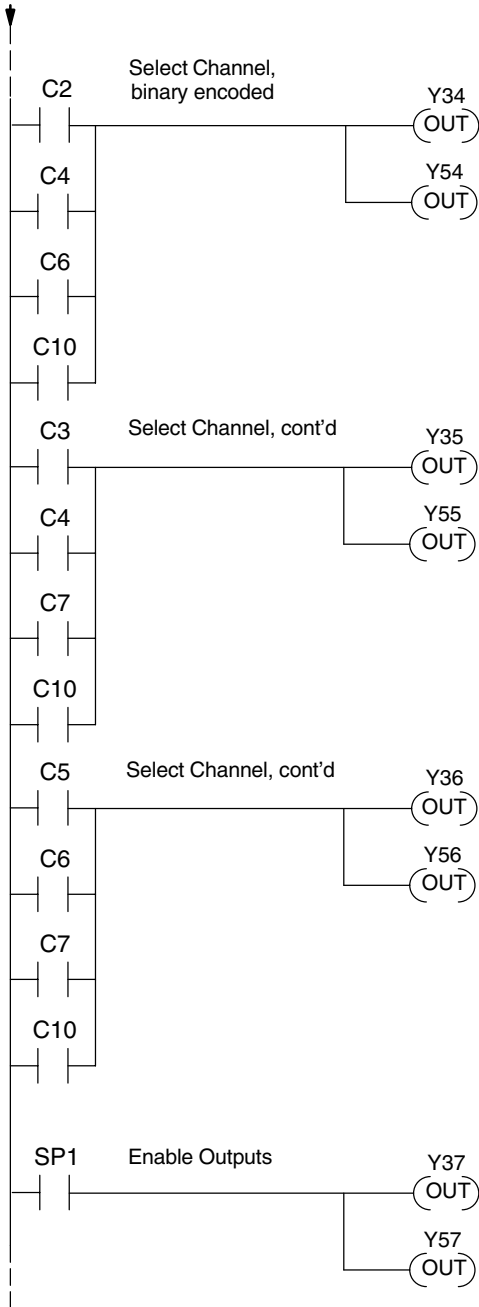 Select Channel,
binary encoded
C2
Y34
OUT
Y54
OUT
C4
C6
C10
C3
Select Channel, cont’d
Y35
OUT
Y55
OUT
C4
C7
C10
C5
Select Channel, cont’d
Y36
OUT
Y56
OUT
C6
C7
C10
SP1
Enable Outputs
Y37
OUT
Y57
OUT